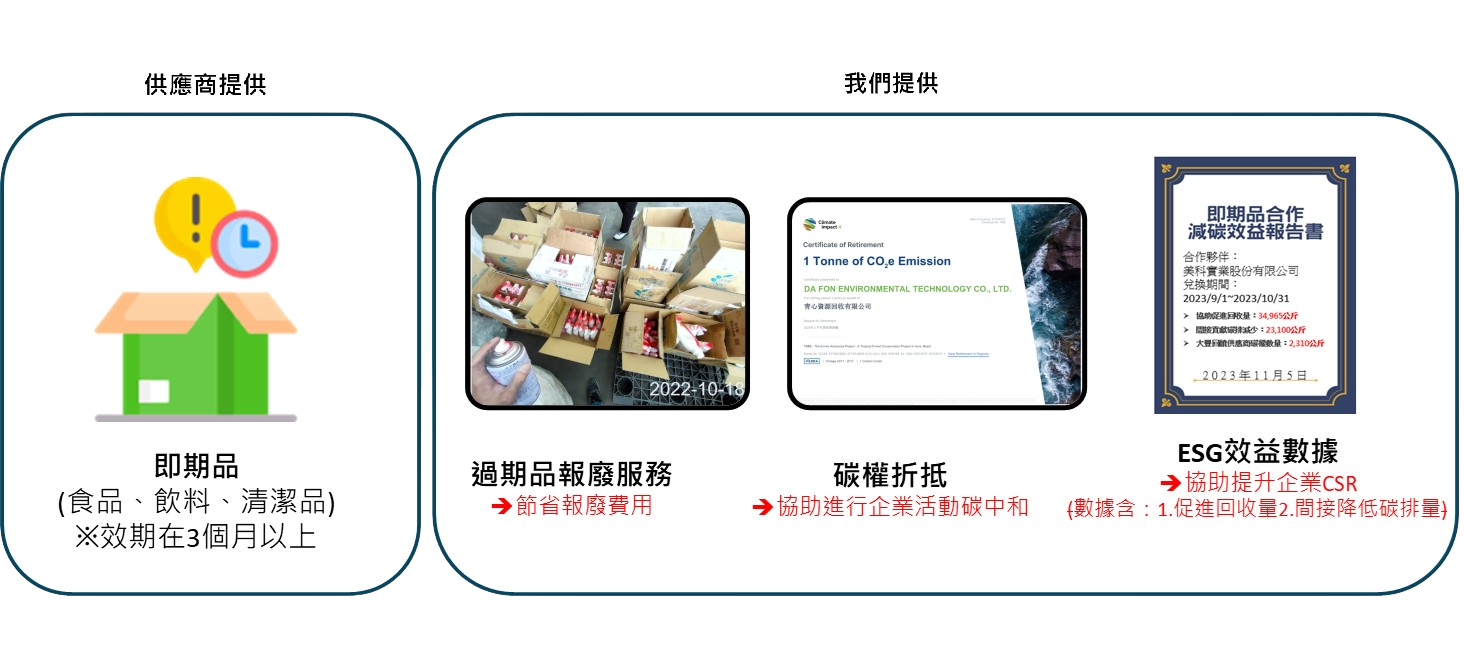 供應商提供
我們提供
即期品
(食品、飲料、清潔品)
※效期在3個月以上
2022-10-18
過期品報廢服務
➔節省報廢費用
Climate
Impact X
Certificate of Retirement
1 Tonne of CO₂e Emission
DA FON ENVIRONMENTAL TECHNOLOGY CO., LTD.
青心資源回收有限公司
碳權折抵
➔協助進行企業活動碳中和
即期品合作
減碳效益報告書
合作夥伴：
美科實業股份有限公司
兌換期間：
2023/9/1~2023/10/31
➢ 協助促進回收量：34,965公斤
➢ 間接貢獻碳排減少：23,100公斤
➢ 大豐回饋供應商碳權數量：2,310公斤
2023年11月5日
ESG效益數據
➔協助提升企業CSR
(數據含：1.促進回收量2.間接降低碳排量)